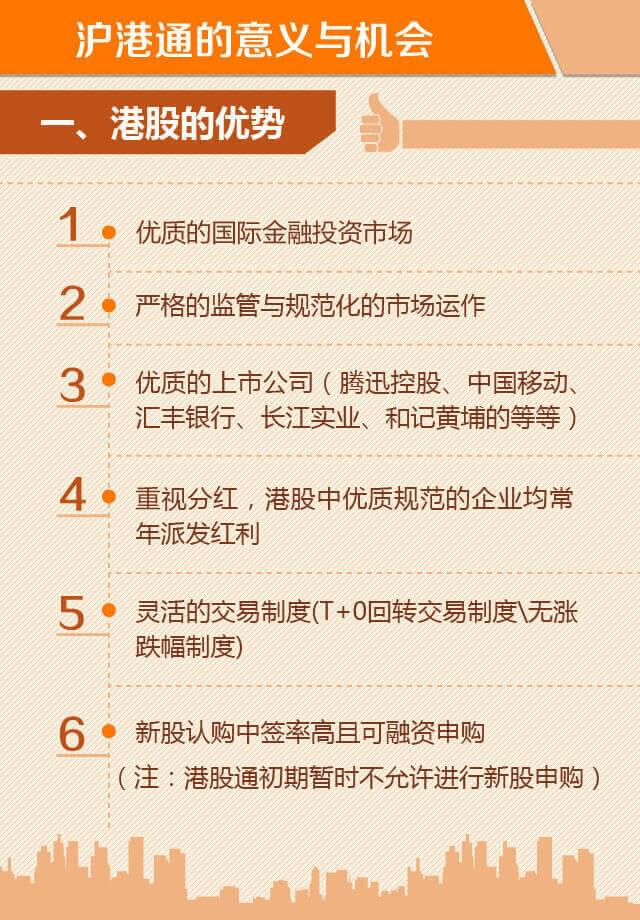 沪港通的意义与机会
一、港股的优势
1 优质的国际金融投资市场
2 严格的监管与规范化的市场运作
3 优质的上市公司（腾迅控股、中国移动、
汇丰银行、长江实业、和记黄埔的等等）
4 重视分红，港股中优质规范的企业均常
年派发红利
5 灵活的交易制度(T+0回转交易制度\无涨
跌幅制度)
6 新股认购中签率高且可融资申购
（注：港股通初期暂时不允许进行新股申购）